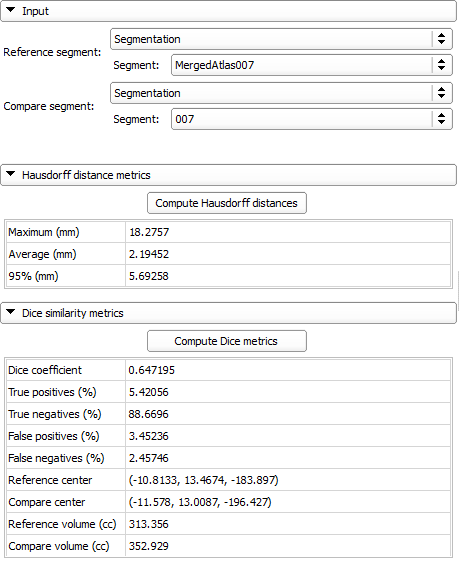 Input
Reference segment:
Segmentation
Segment: MergedAtlas007
Compare segment:
Segmentation
Segment: 007
Hausdorff distance metrics
Compute Hausdorff distances
Maximum (mm) 18.2757
Average (mm) 2.19452
95% (mm) 5.69258
Dice similarity metrics
Compute Dice metrics
Dice coefficient 0.647195
True positives (%) 5.42056
True negatives (%) 88.6696
False positives (%) 3.45236
False negatives (%) 2.45746
Reference center (-10.8133, 13.4674, -183.897)
Compare center (-11.578, 13.0087, -196.427)
Reference volume (cc) 313.356
Compare volume (cc) 352.929